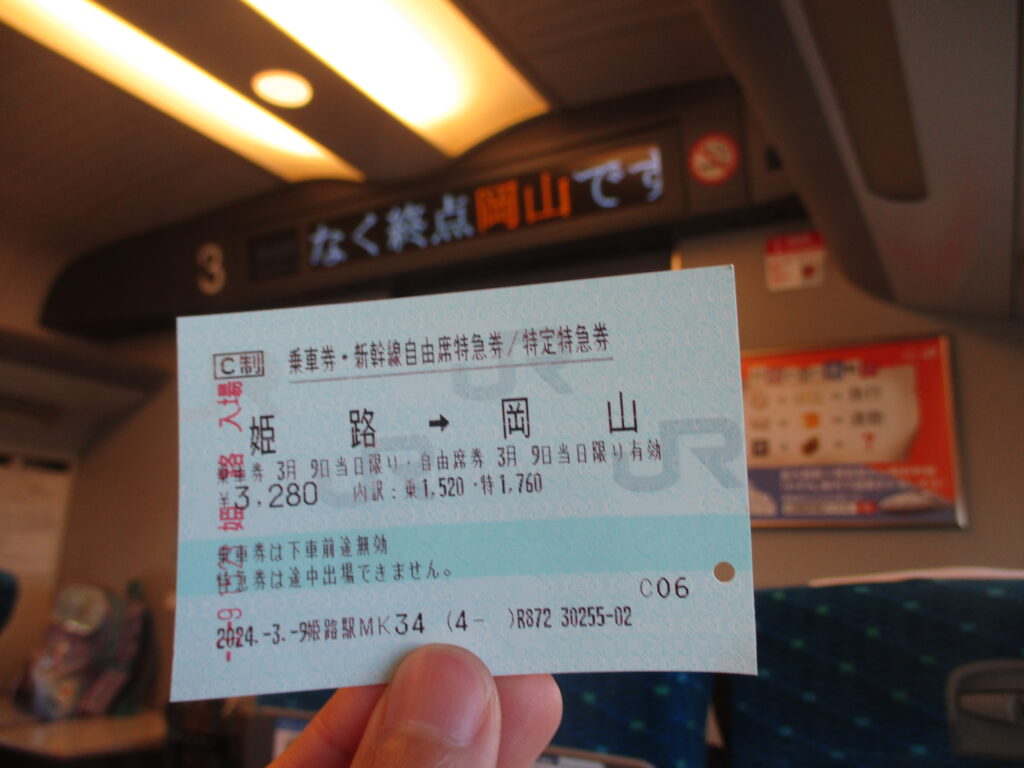 3
なく終点岡山です
C制 乗車券・新幹線自由席特急券/特定特急券
姫路 → 岡山
乗車券 3月 9日当日限り・自由席券 3月 9日当日限り有効
¥3,280 内訳:乗1,520・特1,760
乗車券は下車前途無効
特急券は途中出場できません。
C06
2024.-3.-9姫路駅MK34 (4- )R872 30255-02
姫路 入場
JR
JR
JR